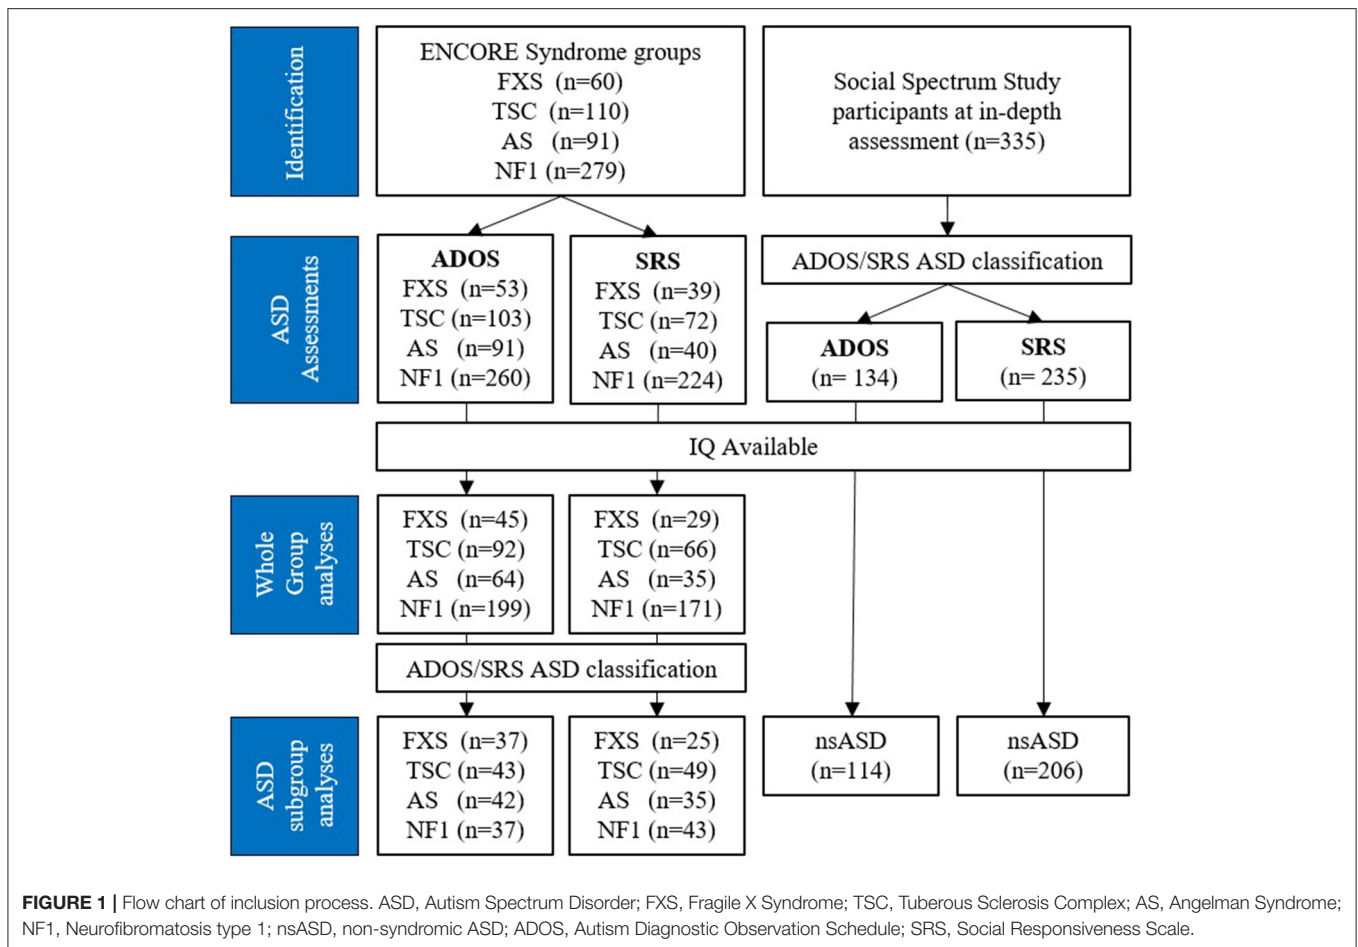 Identification
ENCORE Syndrome groups
FXS (n=60)
TSC (n=110)
AS (n=91)
NF1 (n=279)
Social Spectrum Study
participants at in-depth
assessment (n=335)
ASD
Assessments
ADOS
FXS (n=53)
TSC (n=103)
AS (n=91)
NF1 (n=260)
SRS
FXS (n=39)
TSC (n=72)
AS (n=40)
NF1 (n=224)
ADOS/SRS ASD classification
ADOS
(n= 134)
SRS
(n= 235)
IQ Available
Whole
Group
analyses
FXS (n=45)
TSC (n=92)
AS (n=64)
NF1 (n=199)
FXS (n=29)
TSC (n=66)
AS (n=35)
NF1 (n=171)
ADOS/SRS ASD classification
ASD
subgroup
analyses
FXS (n=37)
TSC (n=43)
AS (n=42)
NF1 (n=37)
FXS (n=25)
TSC (n=49)
AS (n=35)
NF1 (n=43)
nsASD
(n=114)
nsASD
(n=206)
FIGURE 1 | Flow chart of inclusion process. ASD, Autism Spectrum Disorder; FXS, Fragile X Syndrome; TSC, Tuberous Sclerosis Complex; AS, Angelman Syndrome;
NF1, Neurofibromatosis type 1; nsASD, non-syndromic ASD; ADOS, Autism Diagnostic Observation Schedule; SRS, Social Responsiveness Scale.